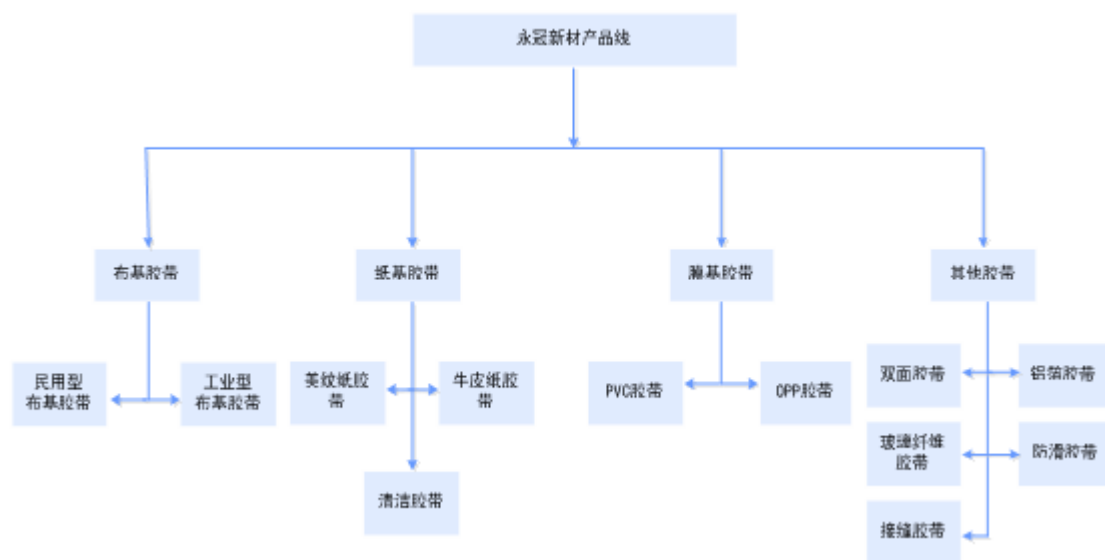 永冠新材产品线
布基胶带
纸基胶带
膜基胶带
其他胶带
民用型
布基胶带
工业型
布基胶带
美纹纸胶
带
牛皮纸胶
带
清洁胶带
PVC胶带
OPP胶带
双面胶带
铝箔胶带
玻璃纤维
胶带
防滑胶带
接缝胶带